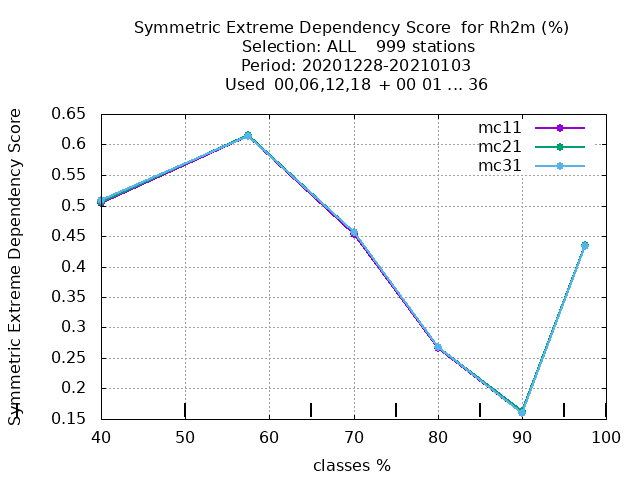 Symmetric Extreme Dependency Score  for Rh2m (%)
Selection: ALL    999 stations
Period: 20201228-20210103
Used  00,06,12,18  + 00 01 ... 36
Symmetric Extreme Dependency Score
0.65
0.6
0.55
0.5
0.45
0.4
0.35
0.3
0.25
0.2
0.15
mc11
mc21
mc31
40 50 60 70 80 90 100
classes %